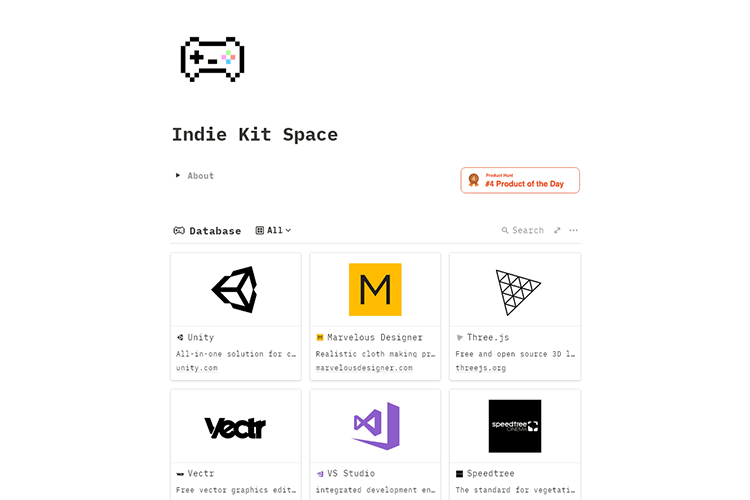 Indie Kit Space
About
Product Hunt
#4 Product of the Day
Database
All
Search
M
Unity
All-in-one solution for c…
unity.com
Marvelous Designer
Realistic cloth making pr…
marvelousdesigner.com
Three.js
Free and open source 3D l…
threejs.org
Vectr
speedtree
CINEMA
Vectr
Free vector graphics edit…
VS Studio
integrated development en…
Speedtree
The standard for vegetati…